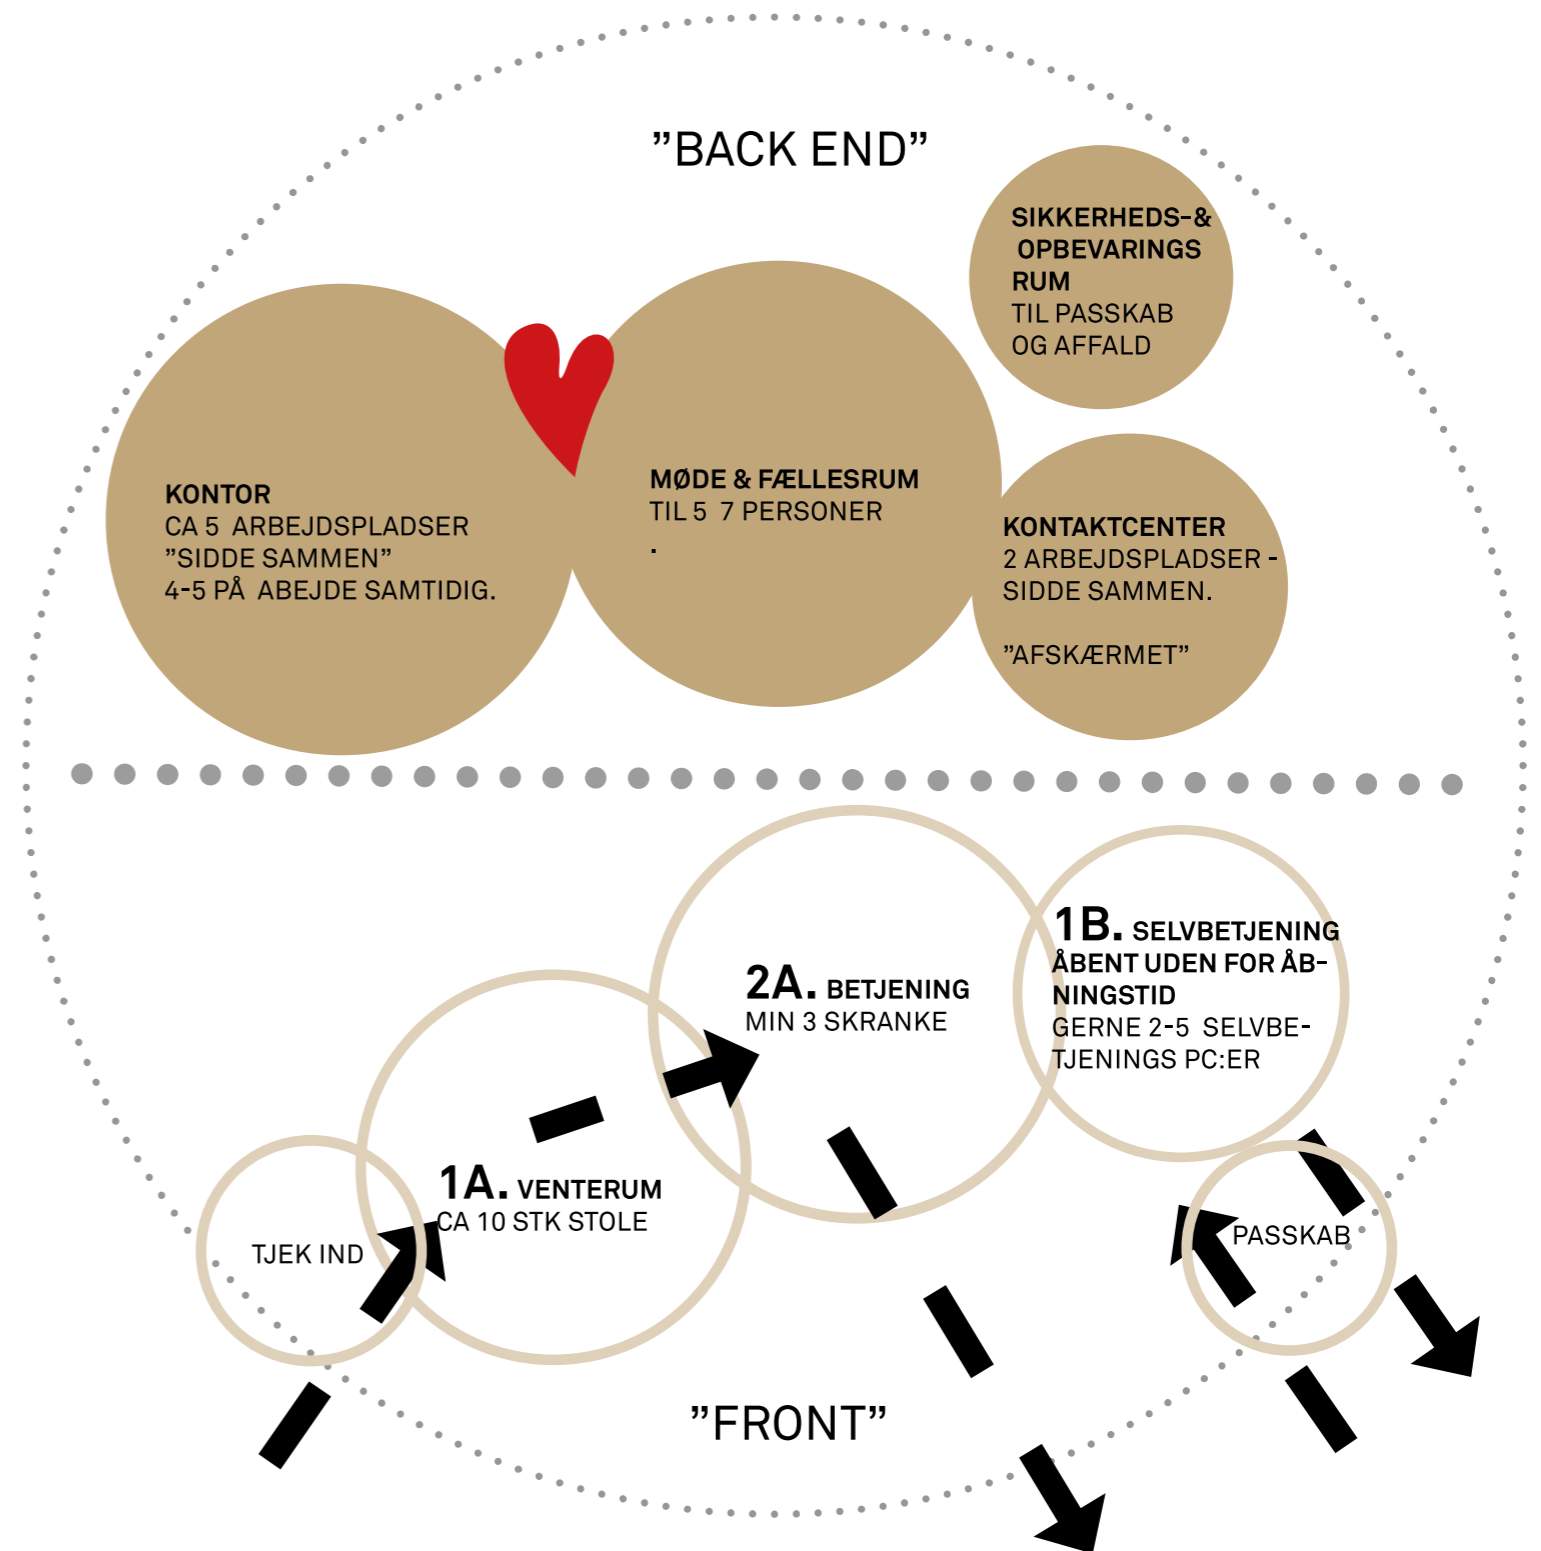 ”BACK END”
SIKKERHEDS-&
OPBEVARINGS
RUM
TIL PASSKAB
OG AFFALD
KONTOR
CA 5 ARBEJDSPLADSER
”SIDDE SAMMEN”
4-5 PÅ ABEJDE SAMTIDIG.
MØDE & FÆLLESRUM
TIL 5 7 PERSONER
.
KONTAKTCENTER
2 ARBEJDSPLADSER -
SIDDE SAMMEN.
”AFSKÆRMET”
1B. SELVBETJENING
ÅBENT UDEN FOR ÅB-
NINGSTID
GERNE 2-5 SELVBE-
TJENINGS PC:ER
2A. BETJENING
MIN 3 SKRANKE
1A. VENTERUM
CA 10 STK STOLE
TJEK IND
PASSKAB
”FRONT”